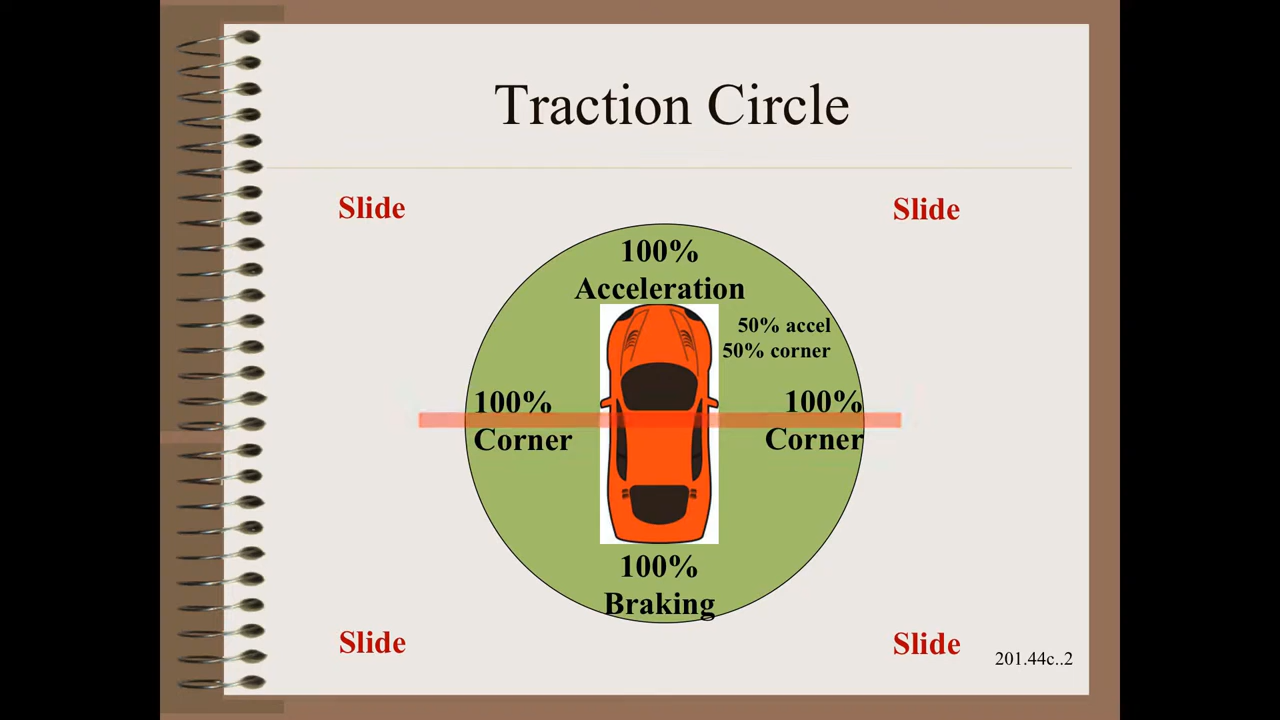 Traction Circle
Slide
Slide
100%
Acceleration
50% accel
50% corner
100%
Corner
100%
Corner
100%
Braking
Slide
Slide
201.44c..2